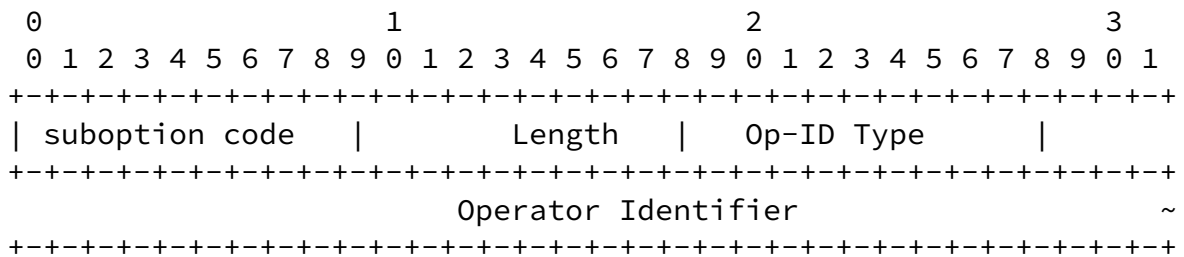 0                   1                   2                   3
 0 1 2 3 4 5 6 7 8 9 0 1 2 3 4 5 6 7 8 9 0 1 2 3 4 5 6 7 8 9 0 1
+-+-+-+-+-+-+-+-+-+-+-+-+-+-+-+-+-+-+-+-+-+-+-+-+-+-+-+-+-+-+-+-+
| suboption code   |        Length   |   Op-ID Type      |
+-+-+-+-+-+-+-+-+-+-+-+-+-+-+-+-+-+-+-+-+-+-+-+-+-+-+-+-+-+-+-+-+
                         Operator Identifier                    ~
+-+-+-+-+-+-+-+-+-+-+-+-+-+-+-+-+-+-+-+-+-+-+-+-+-+-+-+-+-+-+-+-+